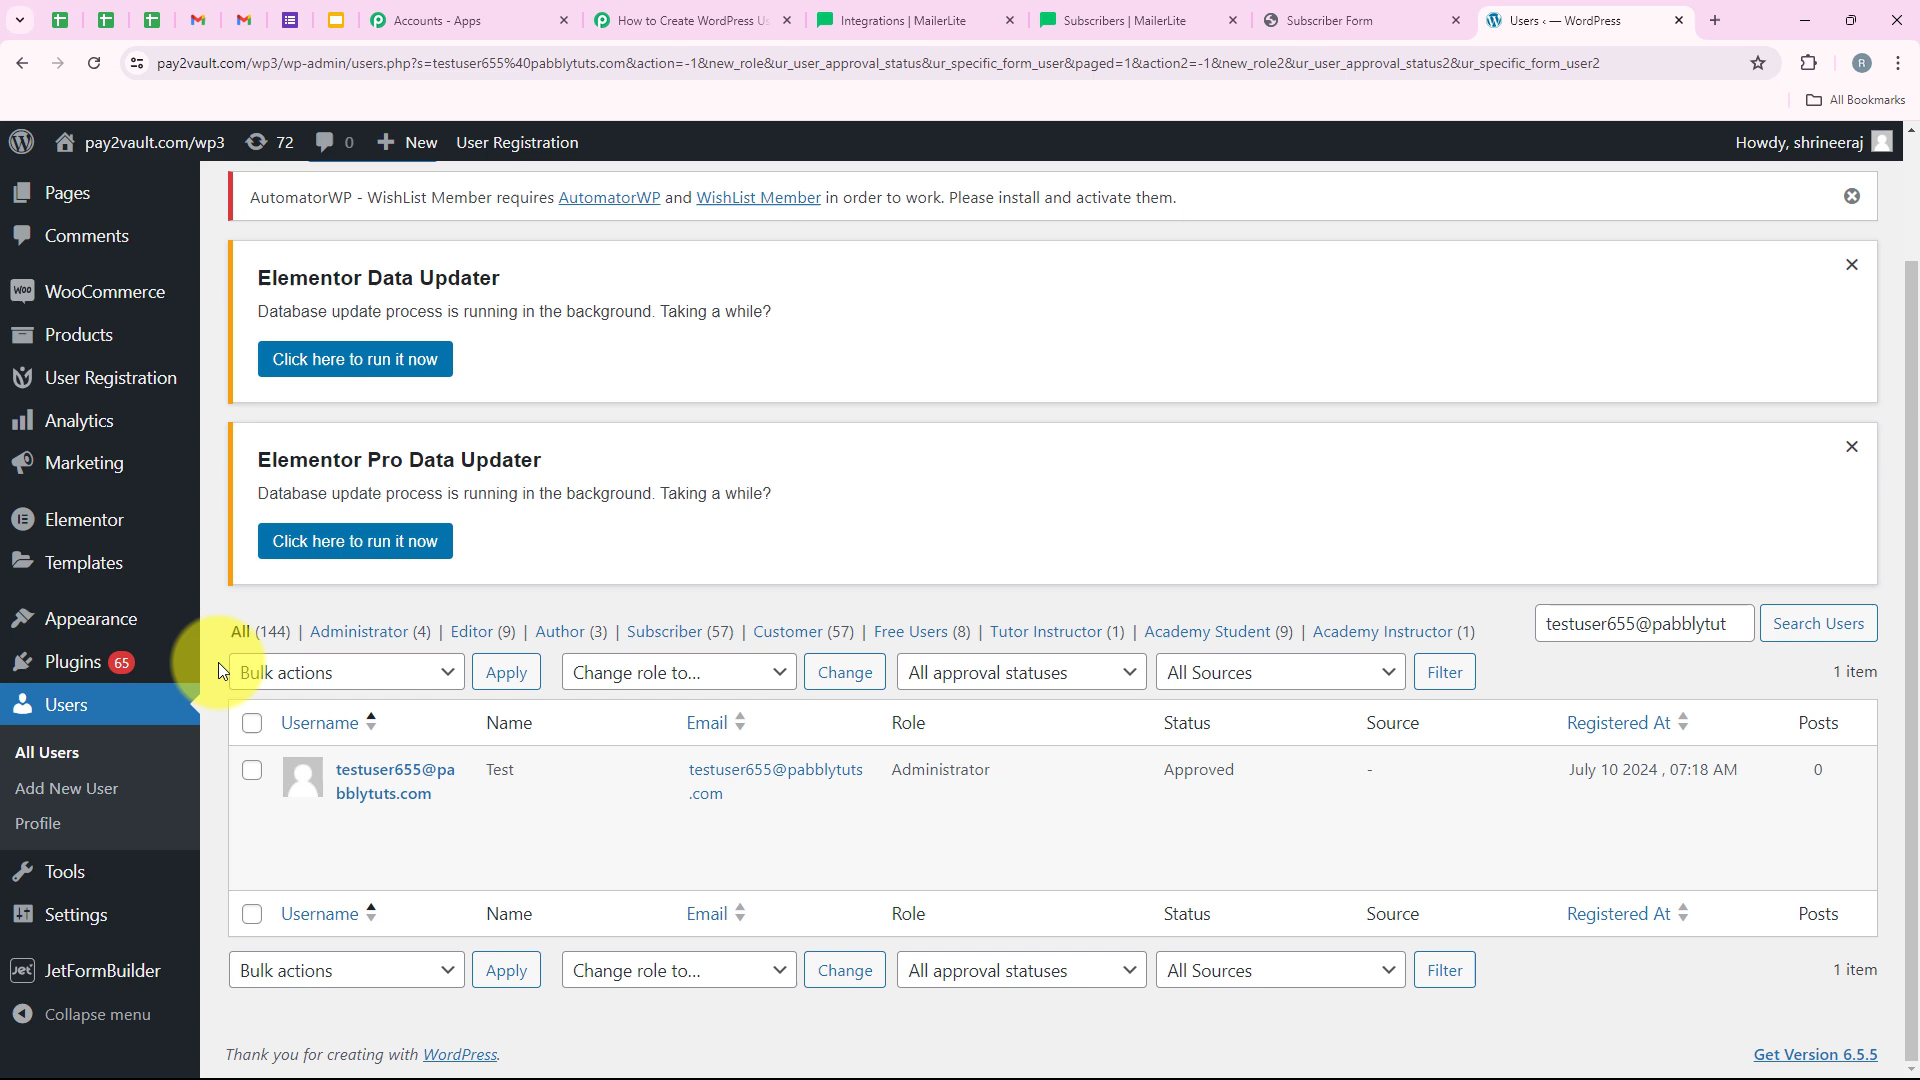 Accounts - Apps
How to Create WordPress Us
Integrations | MailerLite
Subscribers | MailerLite
Subscriber Form
Users ‹ — WordPress
pay2vault.com/wp3/wp-admin/users.php?s=testuser655%40pabblytuts.com&action=-1&new_role&ur_user_approval_status&ur_specific_form_user&paged=1&action2=-1&new_role2&ur_user_approval_status2&ur_specific_form_user2
R
All Bookmarks
pay2vault.com/wp3
72
0
New
User Registration
Howdy, shrineeraj
Pages
Comments
WooCommerce
Products
User Registration
Analytics
Marketing
Elementor
Templates
Appearance
Plugins 65
Users
All Users
Add New User
Profile
Tools
Settings
JetFormBuilder
Collapse menu
AutomatorWP - WishList Member requires AutomatorWP and WishList Member in order to work. Please install and activate them.
Elementor Data Updater
Database update process is running in the background. Taking a while?
Click here to run it now
Elementor Pro Data Updater
Database update process is running in the background. Taking a while?
Click here to run it now
All (144) | Administrator (4) | Editor (9) | Author (3) | Subscriber (57) | Customer (57) | Free Users (8) | Tutor Instructor (1) | Academy Student (9) | Academy Instructor (1)
testuser655@pabblytut
Search Users
Bulk actions Apply Change role to... Change All approval statuses All Sources Filter 1 item
Username Name Email Role Status Source Registered At Posts
testuser655@pa Test testuser655@pabblytuts Administrator Approved - July 10 2024 , 07:18 AM 0
bblytuts.com .com
Username Name Email Role Status Source Registered At Posts
Bulk actions Apply Change role to... Change All approval statuses All Sources Filter 1 item
Thank you for creating with WordPress.
Get Version 6.5.5